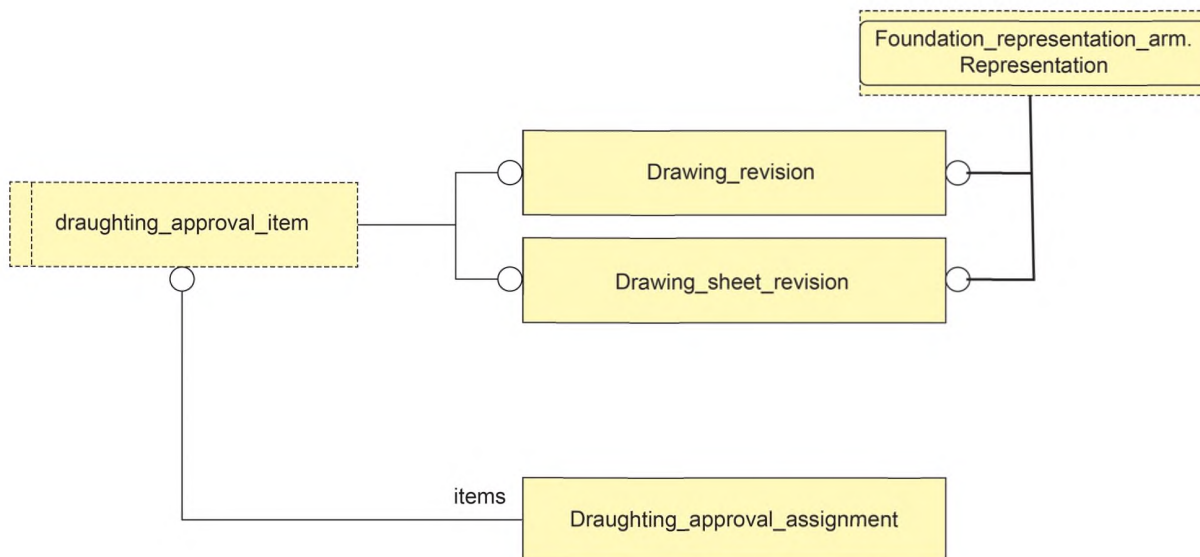 Foundation_representation_arm.
Representation
Drawing_revision
draughting_approval_item
Drawing_sheet_revision
items
Draughting_approval_assignment